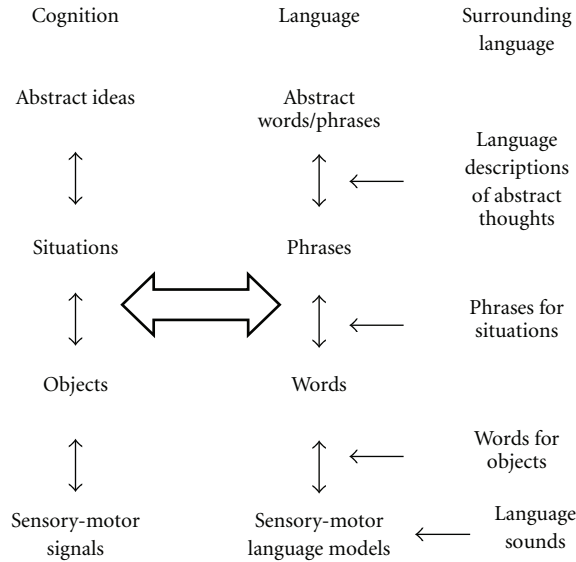 Cognition
Language
Surrounding
language
Abstract ideas
Abstract
words/phrases
Language
descriptions
of abstract
thoughts
Situations
Phrases
Phrases for
situations
Objects
Words
Words for
objects
Sensory-motor
signals
Sensory-motor
language models
Language
sounds